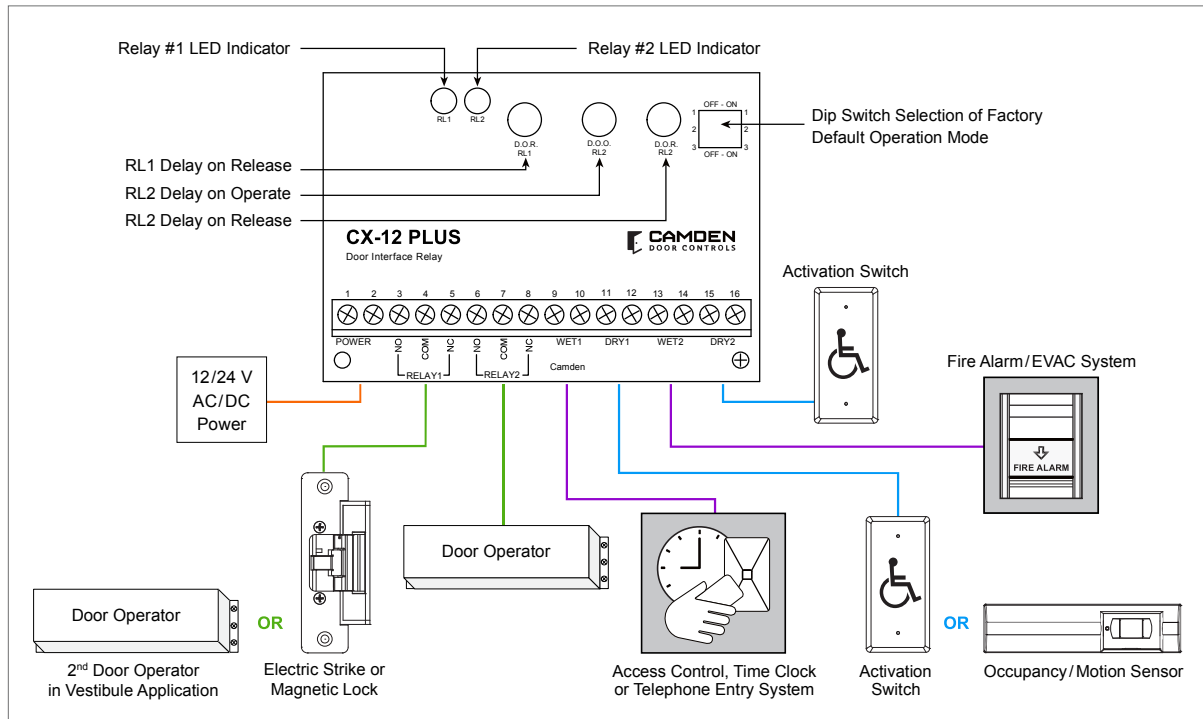 Relay #1 LED Indicator
Relay #2 LED Indicator
RL1
RL2
D.O.R.
RL1
D.O.O.
RL2
D.O.R.
RL2
OFF - ON
1 1
2 2
3 3
OFF - ON
Dip Switch Selection of Factory
Default Operation Mode
RL1 Delay on Release
RL2 Delay on Operate
RL2 Delay on Release
CX-12 PLUS
Door Interface Relay
CAMDEN
DOOR CONTROLS
1 2 3 4 5 6 7 8 9 10 11 12 13 14 15 16
POWER NO COM NC NO COM NC WET1 DRY1 WET2 DRY2
RELAY1 RELAY2
Camden
Activation Switch
Fire Alarm/EVAC System
FIRE ALARM
12/24 V
AC/DC
Power
Door Operator
2nd Door Operator
in Vestibule Application
OR
Electric Strike or
Magnetic Lock
Door Operator
Access Control, Time Clock
or Telephone Entry System
Activation
Switch
OR
Occupancy/Motion Sensor